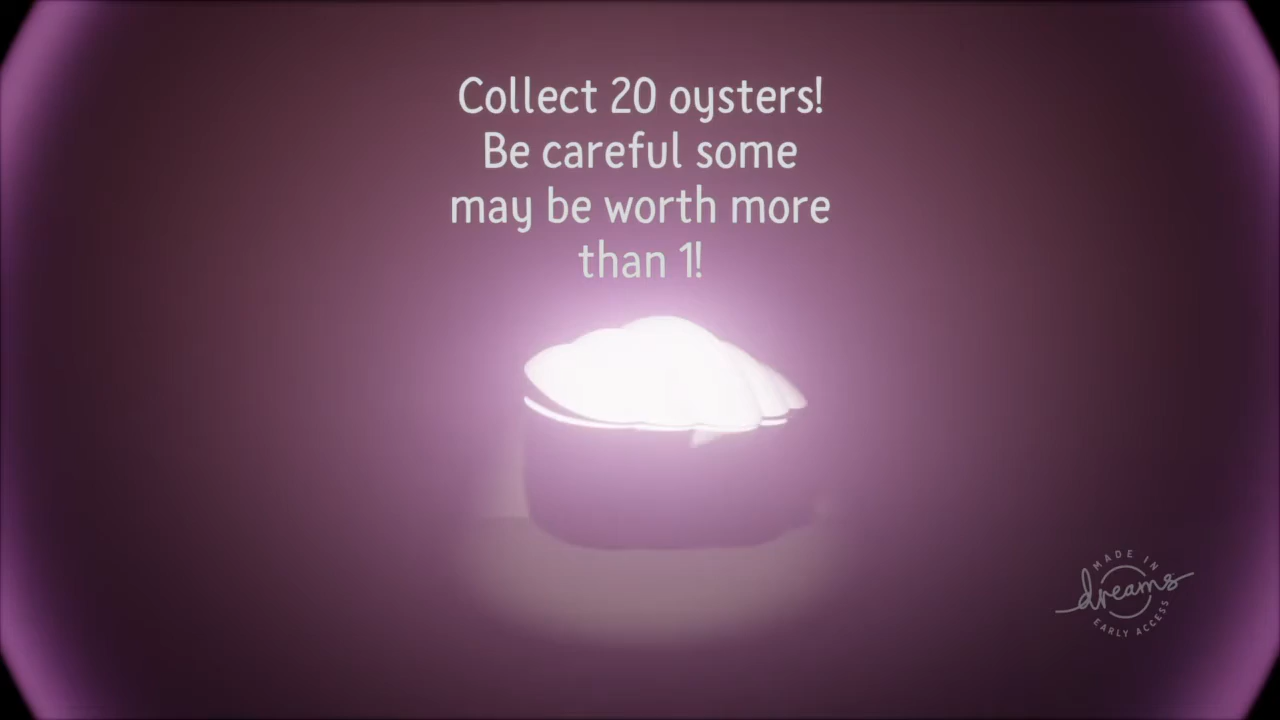 Collect 20 oysters!
Be careful some
may be worth more
than 1!
MADE IN
dreams
EARLY ACCESS